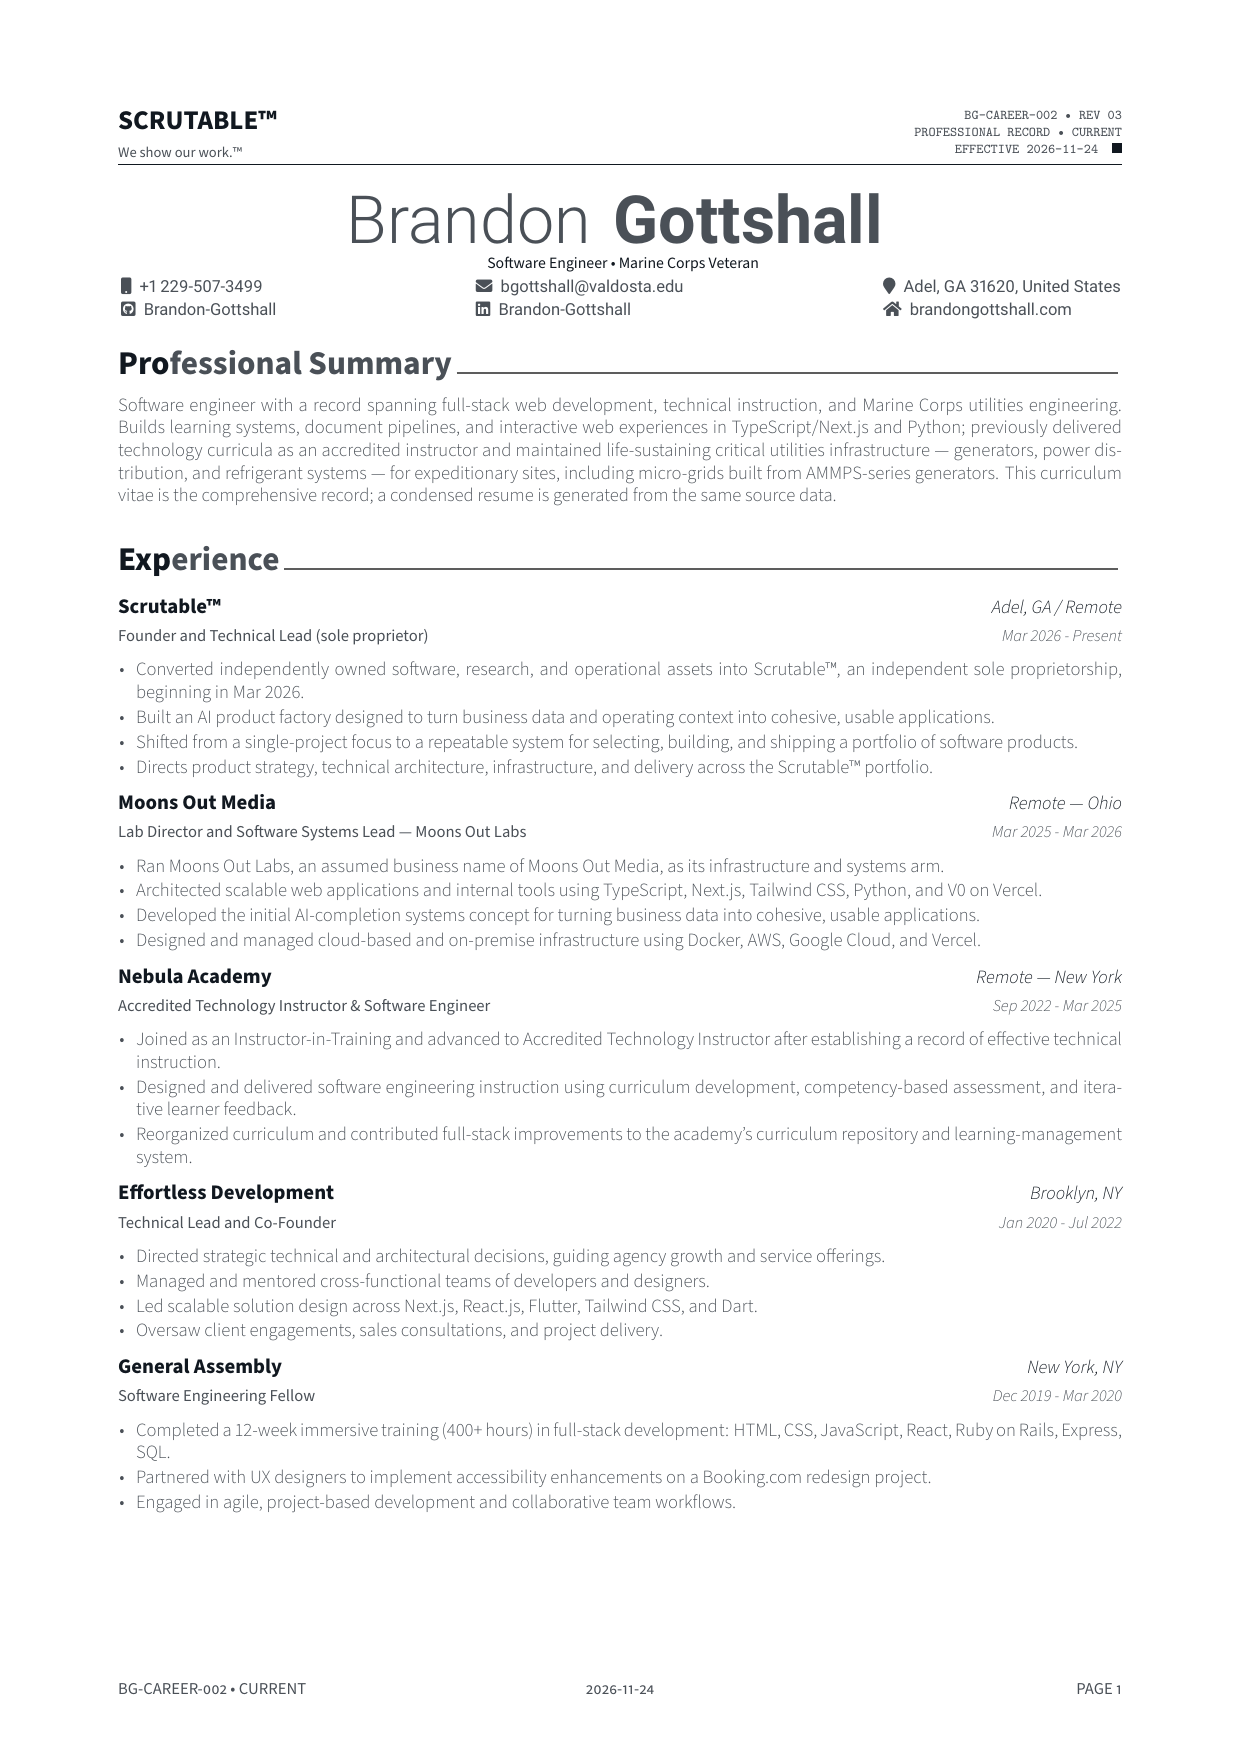 SCRUTABLE™
We show our work.™
BG-CAREER-002 • REV 03
PROFESSIONAL RECORD • CURRENT
EFFECTIVE 2026-11-24 ■
Brandon Gottshall
Software Engineer • Marine Corps Veteran
+1 229-507-3499 bgottshall@valdosta.edu Adel, GA 31620, United States
Brandon-Gottshall Brandon-Gottshall brandongottshall.com
Professional Summary
Software engineer with a record spanning full-stack web development, technical instruction, and Marine Corps utilities engineering.
Builds learning systems, document pipelines, and interactive web experiences in TypeScript/Next.js and Python; previously delivered
technology curricula as an accredited instructor and maintained life-sustaining critical utilities infrastructure — generators, power dis-
tribution, and refrigerant systems — for expeditionary sites, including micro-grids built from AMMPS-series generators. This curriculum
vitae is the comprehensive record; a condensed resume is generated from the same source data.
Experience
Scrutable™ Adel, GA / Remote
Founder and Technical Lead (sole proprietor) Mar 2026 - Present
• Converted independently owned software, research, and operational assets into Scrutable™, an independent sole proprietorship,
beginning in Mar 2026.
• Built an AI product factory designed to turn business data and operating context into cohesive, usable applications.
• Shifted from a single-project focus to a repeatable system for selecting, building, and shipping a portfolio of software products.
• Directs product strategy, technical architecture, infrastructure, and delivery across the Scrutable™ portfolio.
Moons Out Media Remote — Ohio
Lab Director and Software Systems Lead — Moons Out Labs Mar 2025 - Mar 2026
• Ran Moons Out Labs, an assumed business name of Moons Out Media, as its infrastructure and systems arm.
• Architected scalable web applications and internal tools using TypeScript, Next.js, Tailwind CSS, Python, and V0 on Vercel.
• Developed the initial AI-completion systems concept for turning business data into cohesive, usable applications.
• Designed and managed cloud-based and on-premise infrastructure using Docker, AWS, Google Cloud, and Vercel.
Nebula Academy Remote — New York
Accredited Technology Instructor & Software Engineer Sep 2022 - Mar 2025
• Joined as an Instructor-in-Training and advanced to Accredited Technology Instructor after establishing a record of effective technical
instruction.
• Designed and delivered software engineering instruction using curriculum development, competency-based assessment, and itera-
tive learner feedback.
• Reorganized curriculum and contributed full-stack improvements to the academy's curriculum repository and learning-management
system.
Effortless Development Brooklyn, NY
Technical Lead and Co-Founder Jan 2020 - Jul 2022
• Directed strategic technical and architectural decisions, guiding agency growth and service offerings.
• Managed and mentored cross-functional teams of developers and designers.
• Led scalable solution design across Next.js, React.js, Flutter, Tailwind CSS, and Dart.
• Oversaw client engagements, sales consultations, and project delivery.
General Assembly New York, NY
Software Engineering Fellow Dec 2019 - Mar 2020
• Completed a 12-week immersive training (400+ hours) in full-stack development: HTML, CSS, JavaScript, React, Ruby on Rails, Express,
SQL.
• Partnered with UX designers to implement accessibility enhancements on a Booking.com redesign project.
• Engaged in agile, project-based development and collaborative team workflows.
BG-CAREER-002 • CURRENT 2026-11-24 PAGE 1